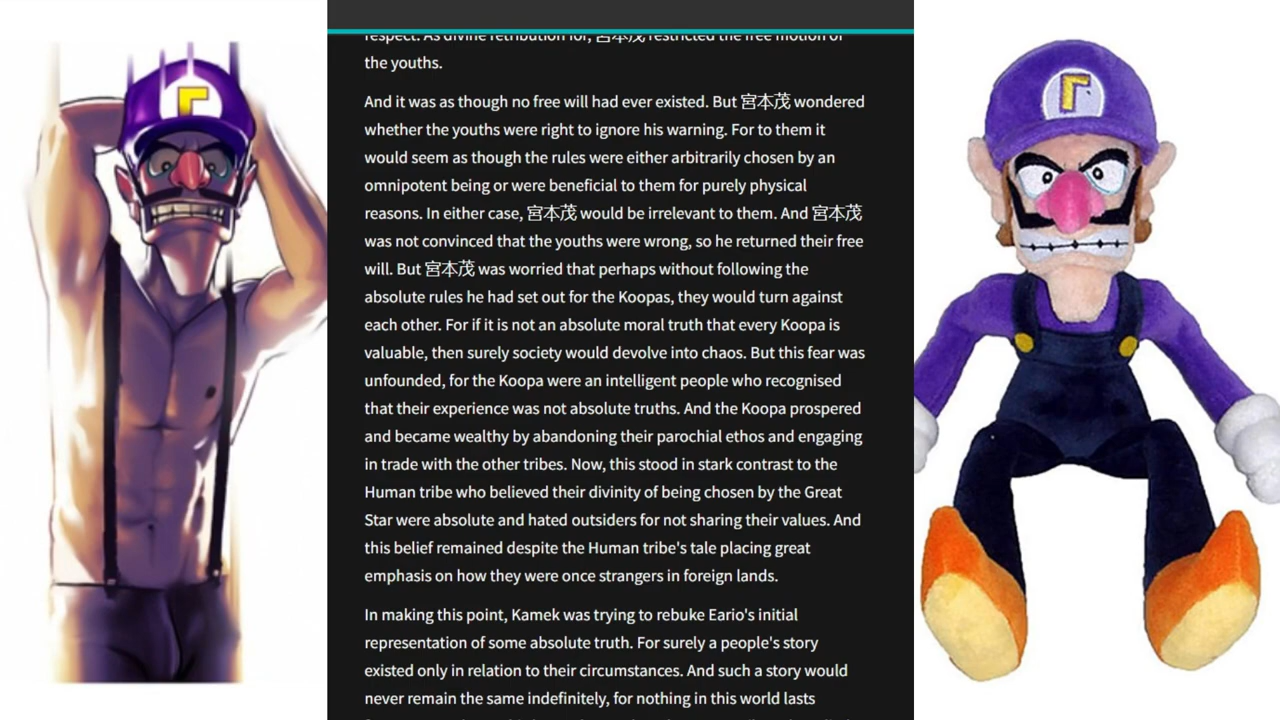 respect. As divine retribution for, 宮本茂 restricted the free motion of
the youths.
And it was as though no free will had ever existed. But 宮本茂 wondered
whether the youths were right to ignore his warning. For to them it
would seem as though the rules were either arbitrarily chosen by an
omnipotent being or were beneficial to them for purely physical
reasons. In either case, 宮本茂 would be irrelevant to them. And 宮本茂
was not convinced that the youths were wrong, so he returned their free
will. But 宮本茂 was worried that perhaps without following the
absolute rules he had set out for the Koopas, they would turn against
each other. For if it is not an absolute moral truth that every Koopa is
valuable, then surely society would devolve into chaos. But this fear was
unfounded, for the Koopa were an intelligent people who recognised
that their experience was not absolute truths. And the Koopa prospered
and became wealthy by abandoning their parochial ethos and engaging
in trade with the other tribes. Now, this stood in stark contrast to the
Human tribe who believed their divinity of being chosen by the Great
Star were absolute and hated outsiders for not sharing their values. And
this belief remained despite the Human tribe's tale placing great
emphasis on how they were once strangers in foreign lands.
In making this point, Kamek was trying to rebuke Eario's initial
representation of some absolute truth. For surely a people's story
existed only in relation to their circumstances. And such a story would
never remain the same indefinitely, for nothing in this world lasts